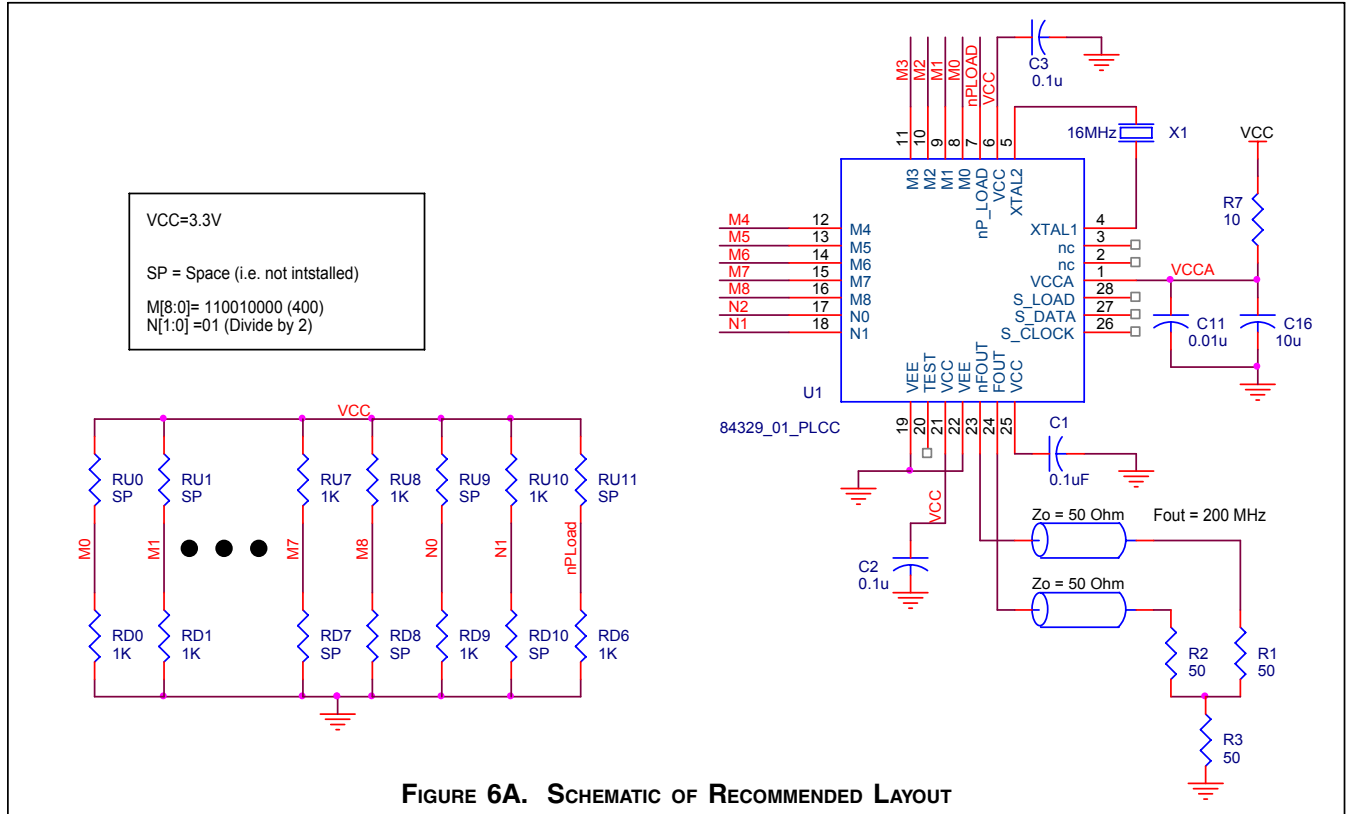 M3
M2
M1
M0
nPLOAD
VCC
C3
0.1u
11
10
9
8
7
6
5
16MHz
X1
VCC
M3
M2
M1
M0
nP_LOAD
VCC
XTAL2
R7
10
VCC=3.3V
SP = Space (i.e. not intstalled)
M[8:0]= 110010000 (400)
N[1:0] =01 (Divide by 2)
M4 12 M4
M5 13 M5
M6 14 M6
M7 15 M7
M8 16 M8
N2 17 N0
N1 18 N1
XTAL1 4
nc 3
nc 2
VCCA 1 VCCA
S_LOAD 28
S_DATA 27
S_CLOCK 26
C11
0.01u
C16
10u
VEE
TEST
VCC
VEE
nFOUT
FOUT
VCC
U1
84329_01_PLCC
19
20
21
22
23
24
25
C1
0.1uF
VCC
C2
0.1u
Zo = 50 Ohm
Fout = 200 MHz
Zo = 50 Ohm
R2
50
R1
50
R3
50
VCC
RU0
SP
RU1
SP
RU7
1K
RU8
1K
RU9
SP
RU10
1K
RU11
SP
M0
M1
M7
M8
N0
N1
nPLoad
RD0
1K
RD1
1K
RD7
SP
RD8
SP
RD9
1K
RD10
SP
RD6
1K
FIGURE 6A. SCHEMATIC OF RECOMMENDED LAYOUT